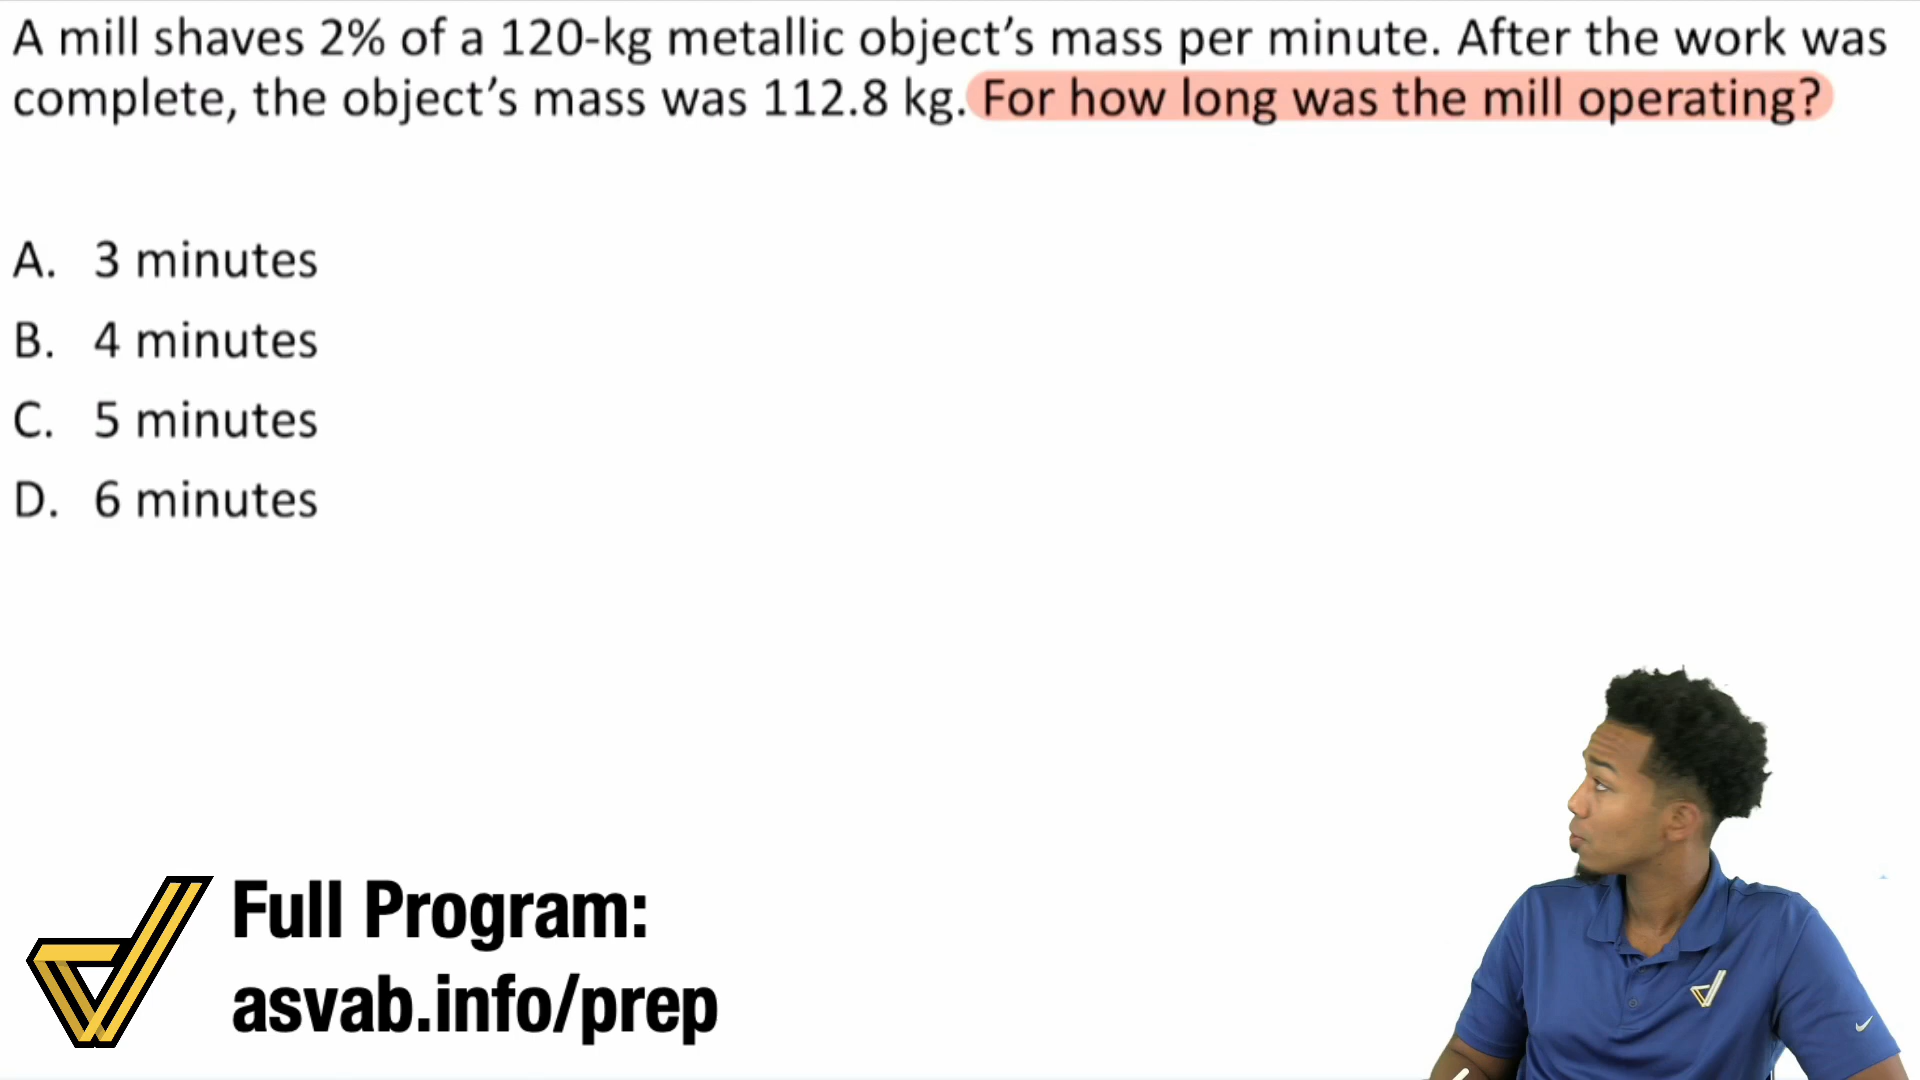 A mill shaves 2% of a 120-kg metallic object’s mass per minute. After the work was
complete, the object’s mass was 112.8 kg. For how long was the mill operating?
A. 3 minutes
B. 4 minutes
C. 5 minutes
D. 6 minutes
Full Program:
asvab.info/prep